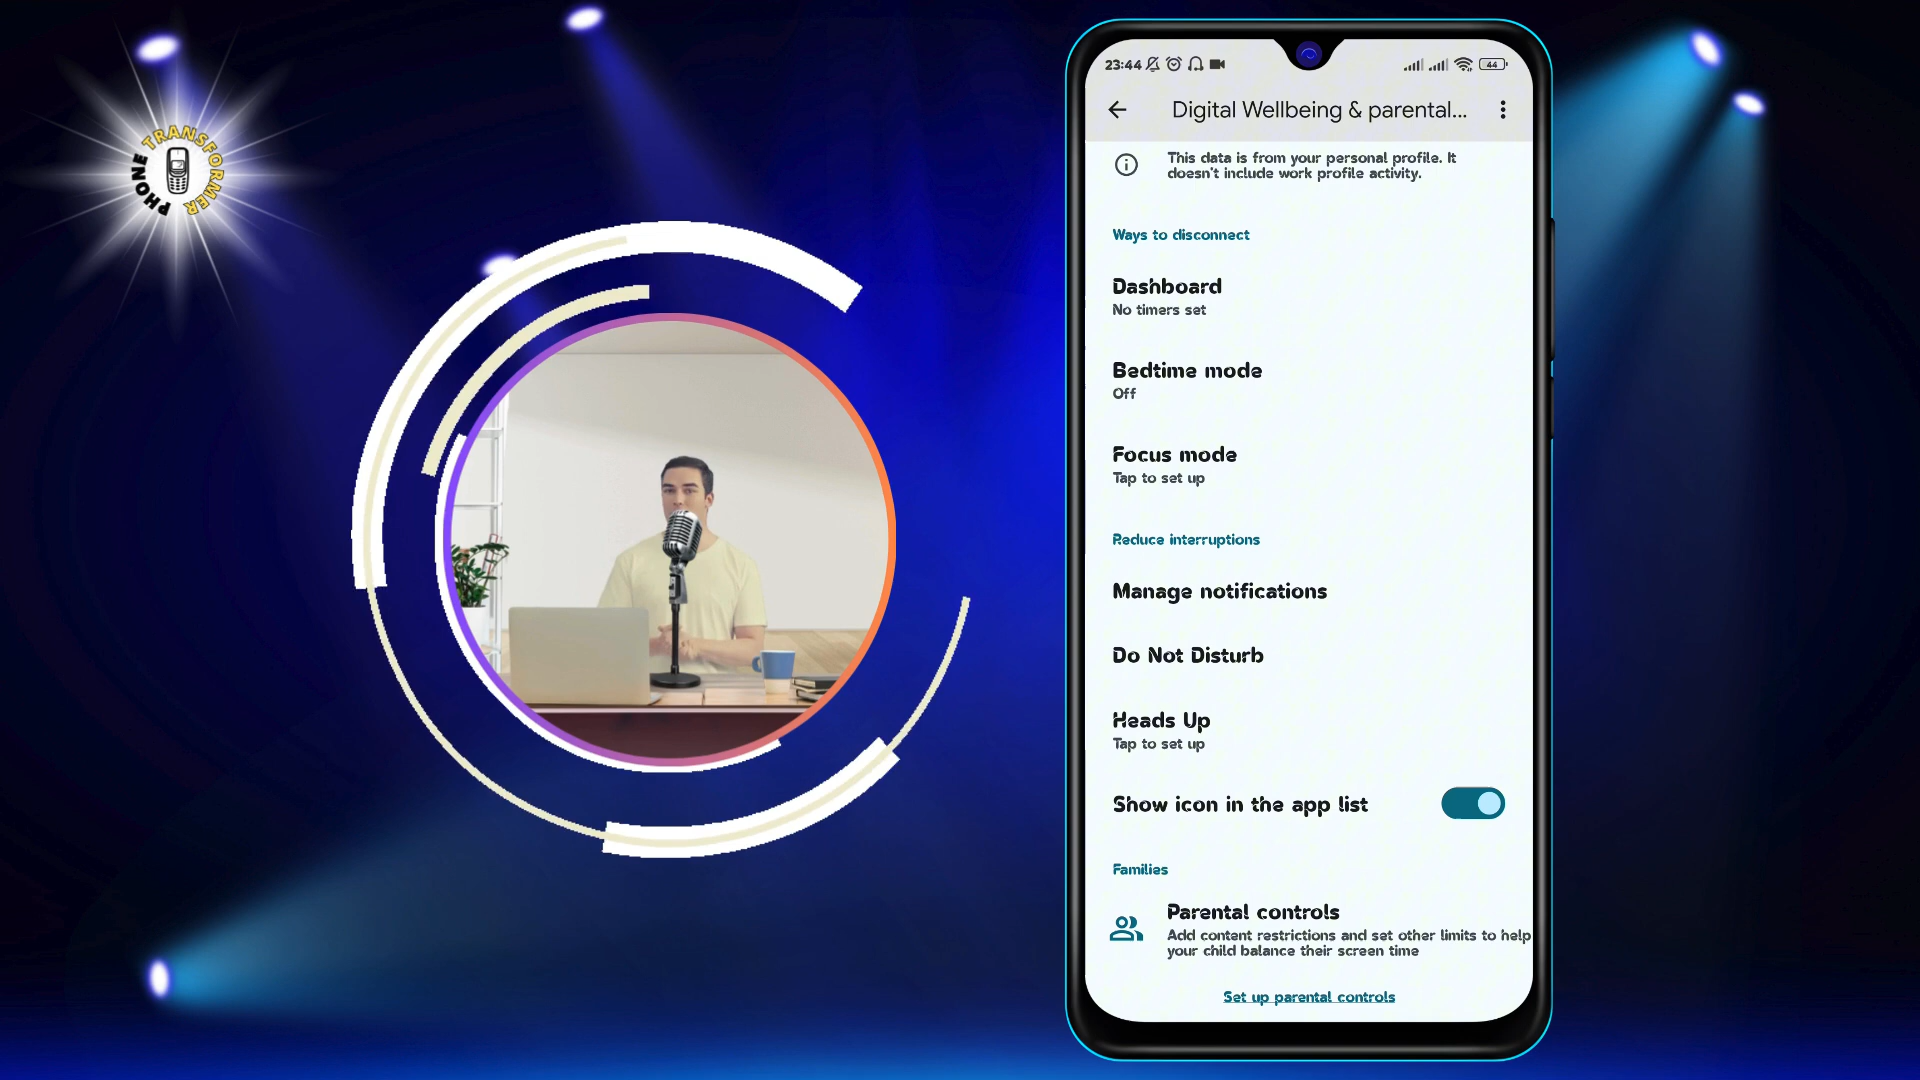 PHONE TRANSFORMER
23:44
44
Digital Wellbeing & parental...
This data is from your personal profile. It
doesn't include work profile activity.
Ways to disconnect
Dashboard
No timers set
Bedtime mode
Off
Focus mode
Tap to set up
Reduce interruptions
Manage notifications
Do Not Disturb
Heads Up
Tap to set up
Show icon in the app list
Families
Parental controls
Add content restrictions and set other limits to help
your child balance their screen time
Set up parental controls